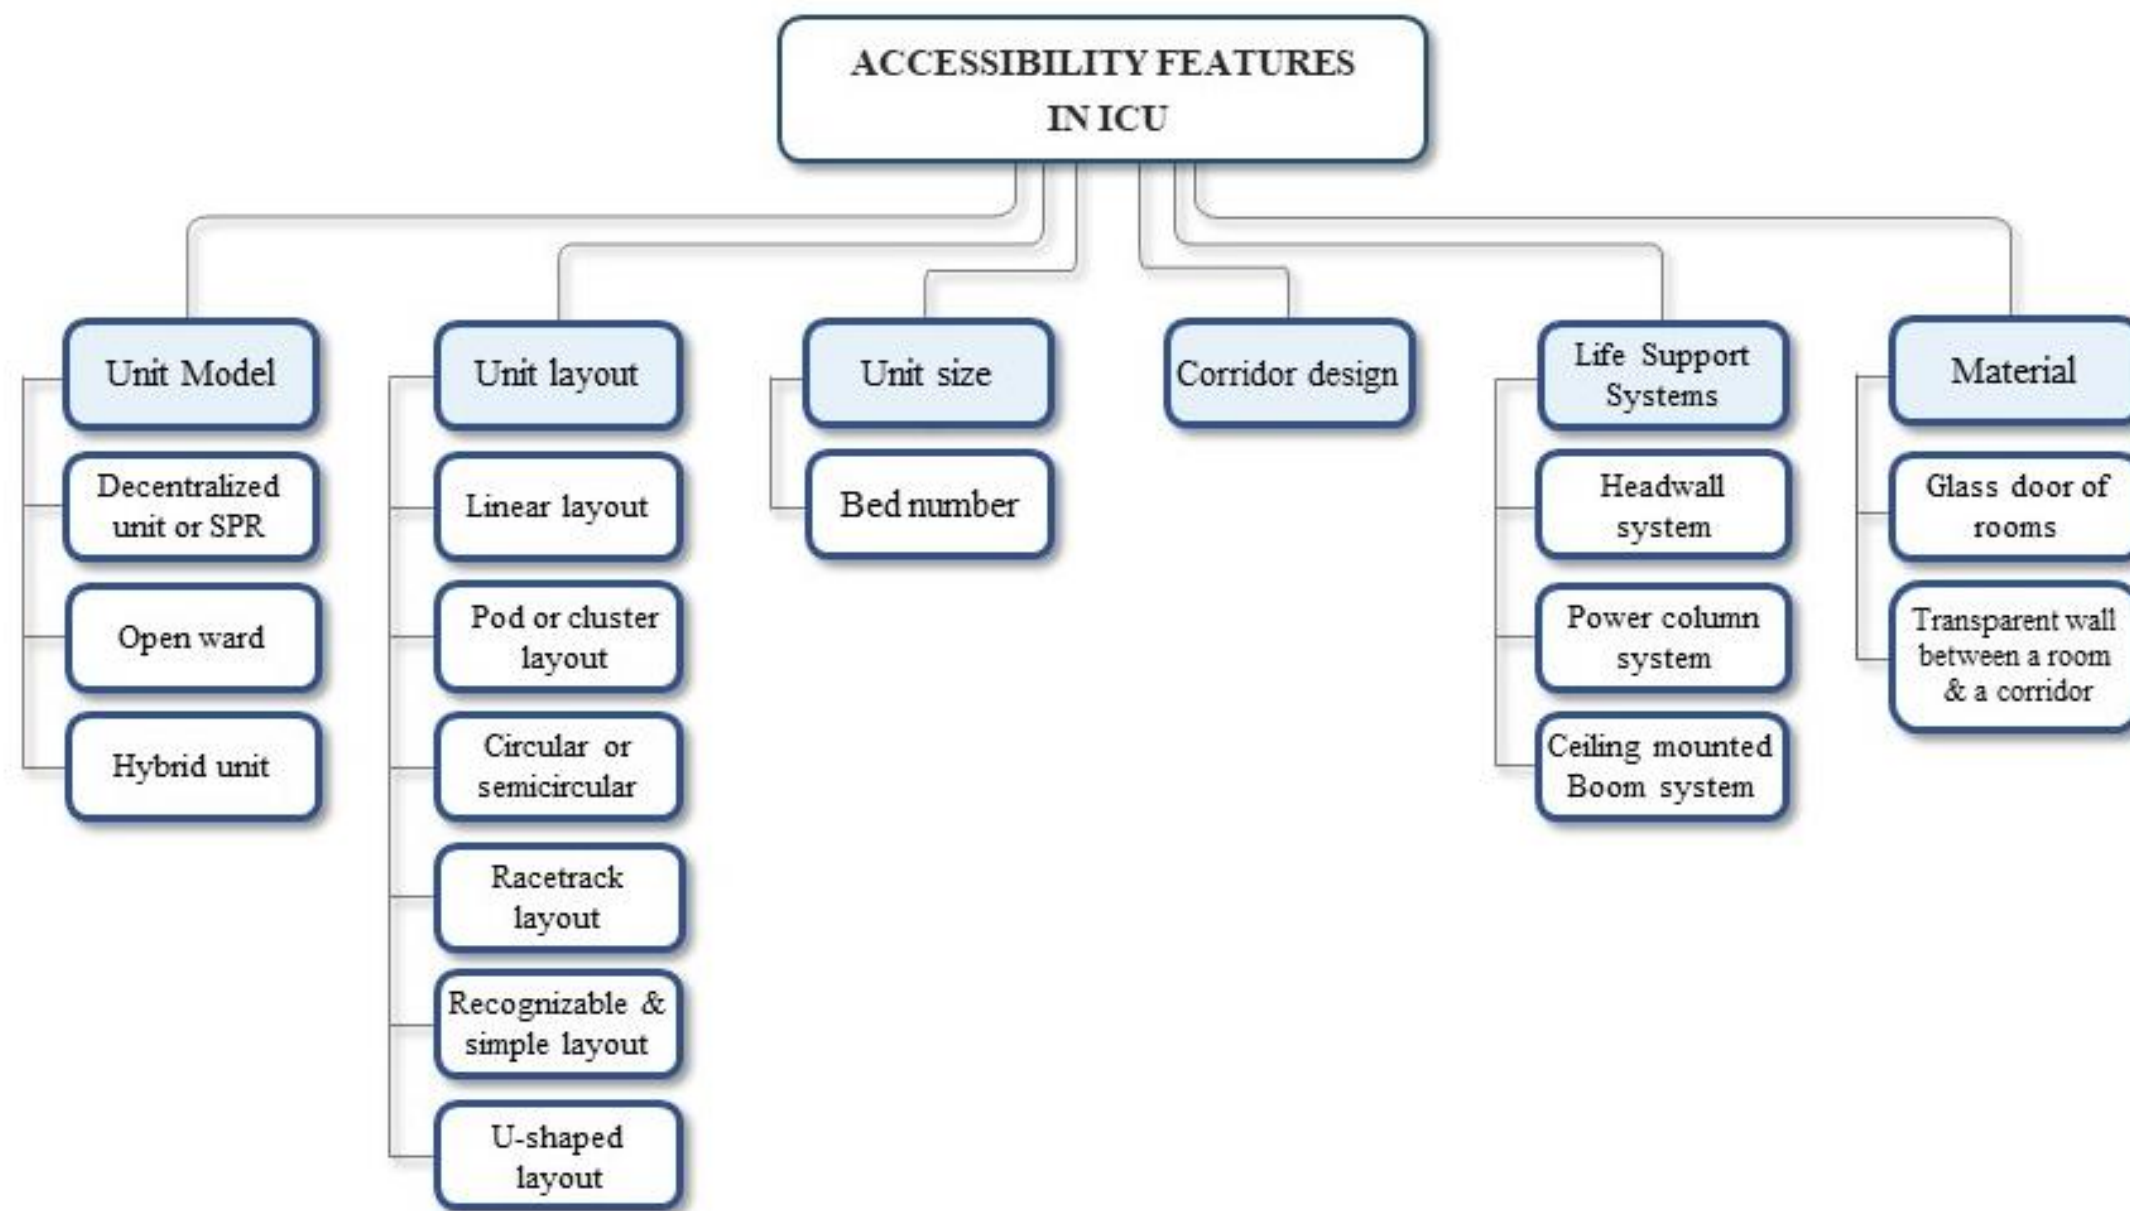 ACCESSIBILITY FEATURES
IN ICU
Unit Model
Decentralized
unit or SPR
Open ward
Hybrid unit
Unit layout
Linear layout
Pod or cluster
layout
Circular or
semicircular
Racetrack
layout
Recognizable &
simple layout
U-shaped
layout
Unit size
Bed number
Corridor design
Life Support
Systems
Headwall
system
Power column
system
Ceiling mounted
Boom system
Material
Glass door of
rooms
Transparent wall
between a room
& a corridor